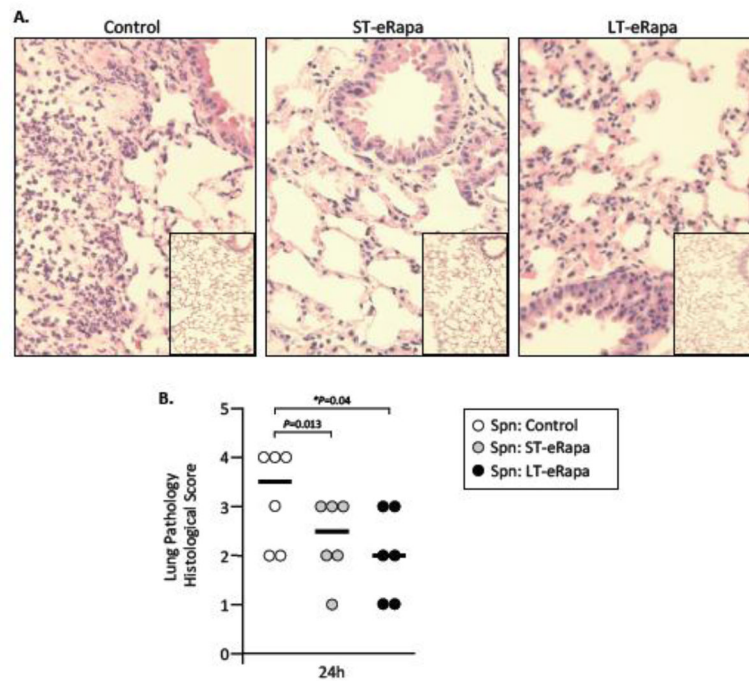 A.
Control
ST-eRapa
LT-eRapa
B.
*P=0.04
P=0.013
5
4
3
2
1
0
Lung Pathology
Histological Score
24h
Spn: Control
Spn: ST-eRapa
Spn: LT-eRapa